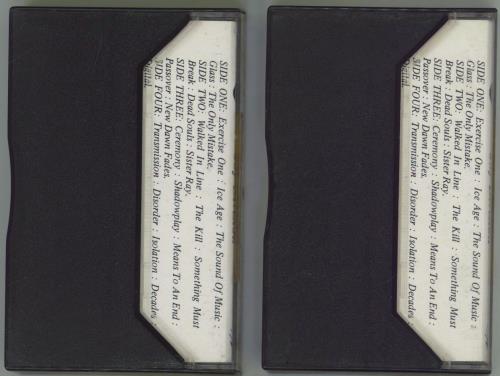 SIDE ONE: Exercise One : Ice Age : The Sound Of Music :
Glass : The Only Mistake.
SIDE TWO: Walked In Line : The Kill : Something Must
Break : Dead Souls : Sister Ray.
SIDE THREE: Ceremony : Shadowplay : Means To An End :
Passover : New Dawn Fades.
SIDE FOUR: Transmission : Disorder : Isolation : Decades :
Digital.
SIDE ONE: Exercise One : Ice Age : The Sound Of Music :
Glass : The Only Mistake.
SIDE TWO: Walked In Line : The Kill : Something Must
Break : Dead Souls : Sister Ray.
SIDE THREE: Ceremony : Shadowplay : Means To An End :
Passover : New Dawn Fades.
SIDE FOUR: Transmission : Disorder : Isolation : Decades :
Digital.